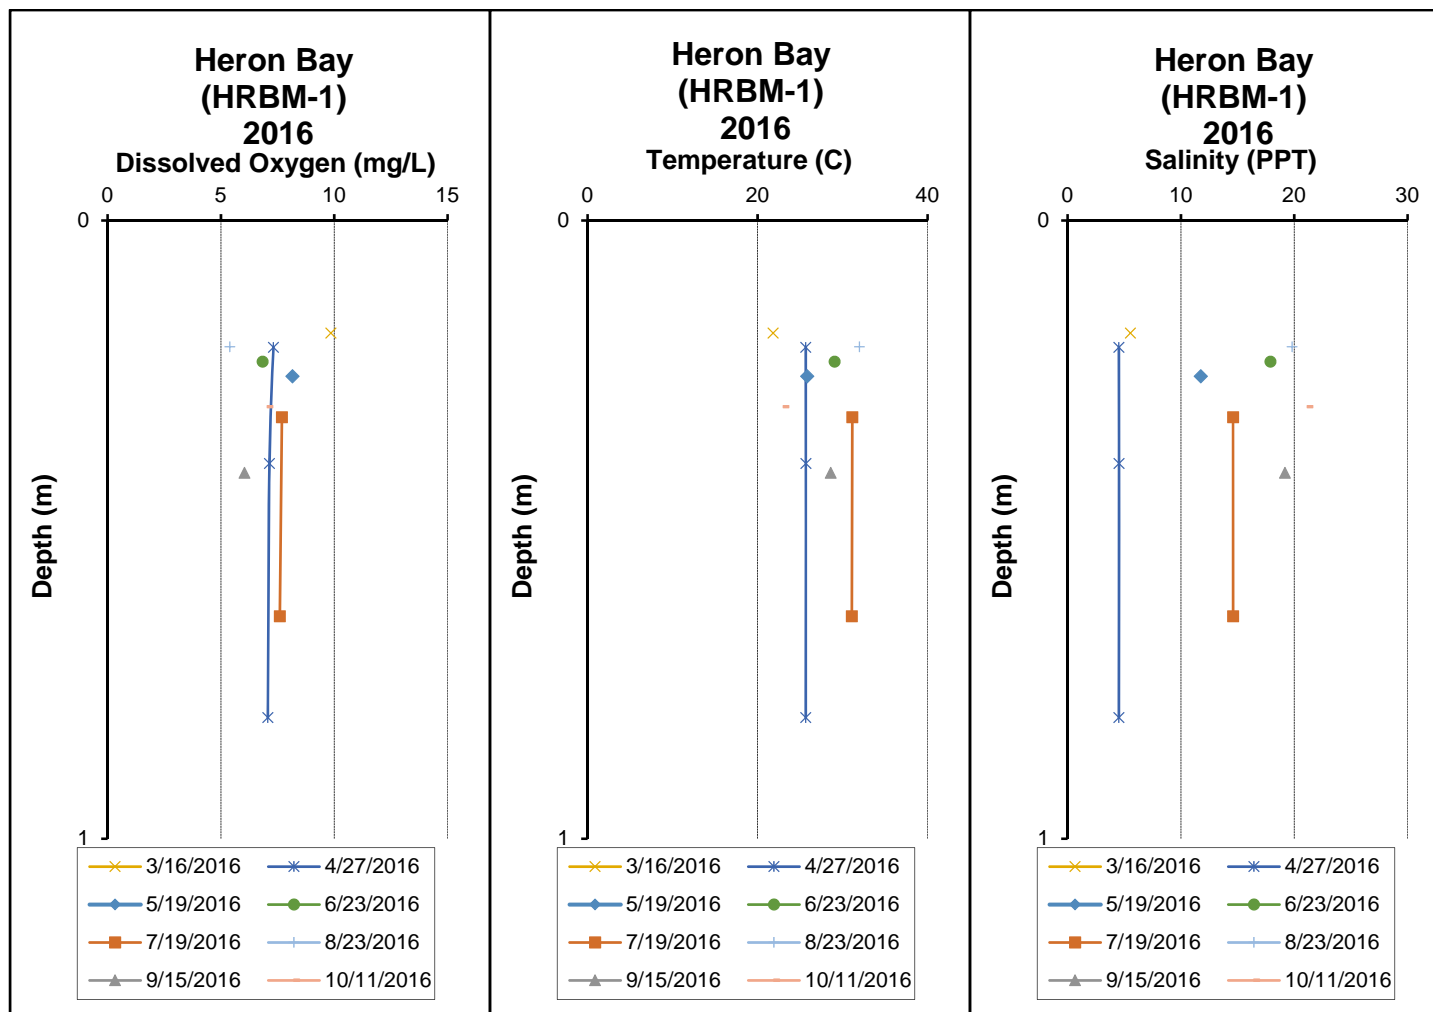 Heron Bay
(HRBM-1)
2016
Dissolved Oxygen (mg/L)
0 5 10 15
0
Depth (m)
1
3/16/2016 4/27/2016
5/19/2016 6/23/2016
7/19/2016 8/23/2016
9/15/2016 10/11/2016
Heron Bay
(HRBM-1)
2016
Temperature (C)
0 20 40
0
Depth (m)
1
3/16/2016 4/27/2016
5/19/2016 6/23/2016
7/19/2016 8/23/2016
9/15/2016 10/11/2016
Heron Bay
(HRBM-1)
2016
Salinity (PPT)
0 10 20 30
0
Depth (m)
1
3/16/2016 4/27/2016
5/19/2016 6/23/2016
7/19/2016 8/23/2016
9/15/2016 10/11/2016